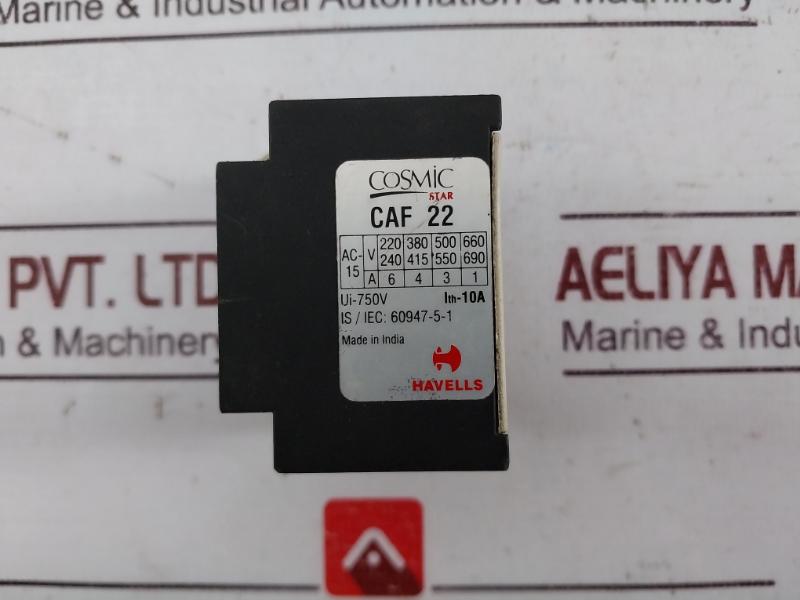 Marine & Industrial Automation & Machinery
COSMIC
STAR
CAF 22
AC-15 V 220 240 380 415 500 550 660 690
A 6 4 3 1
Ui-750V Ith-10A
IS / IEC: 60947-5-1
Made in India
HAVELLS
PVT. LTD
& Machinery
AELIYA MA
Marine & Indus